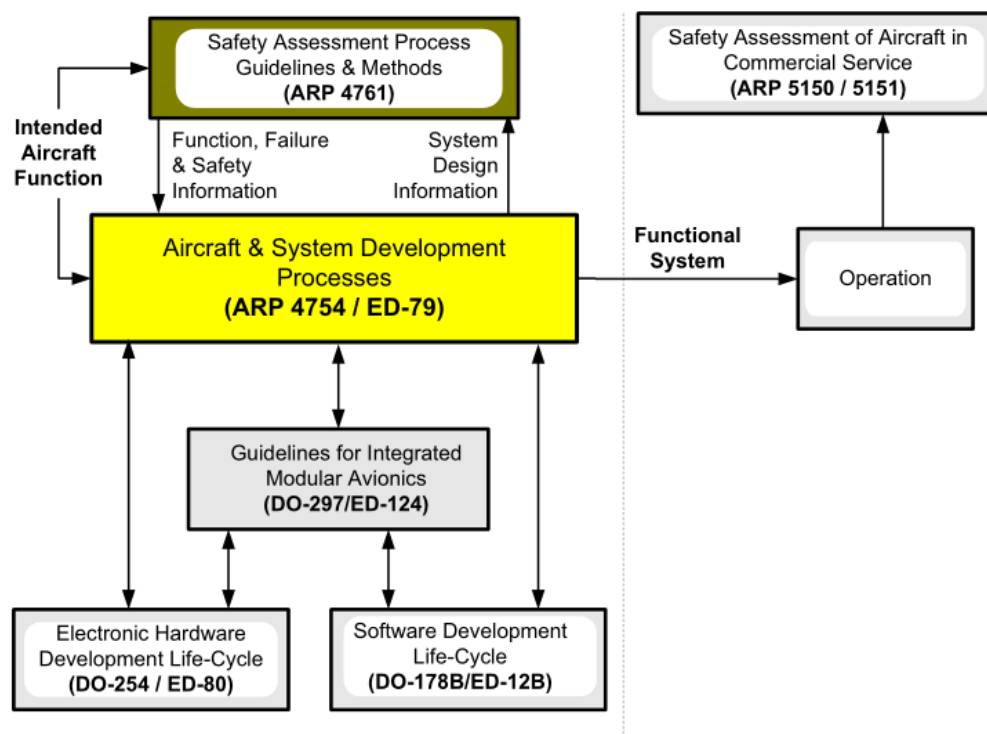 Safety Assessment Process
Guidelines & Methods
(ARP 4761)
Safety Assessment of Aircraft in
Commercial Service
(ARP 5150 / 5151)
Intended
Aircraft
Function
Function, Failure
& Safety
Information
System
Design
Information
Aircraft & System Development
Processes
(ARP 4754 / ED-79)
Functional
System
Operation
Guidelines for Integrated
Modular Avionics
(DO-297/ED-124)
Electronic Hardware
Development Life-Cycle
(DO-254 / ED-80)
Software Development
Life-Cycle
(DO-178B/ED-12B)